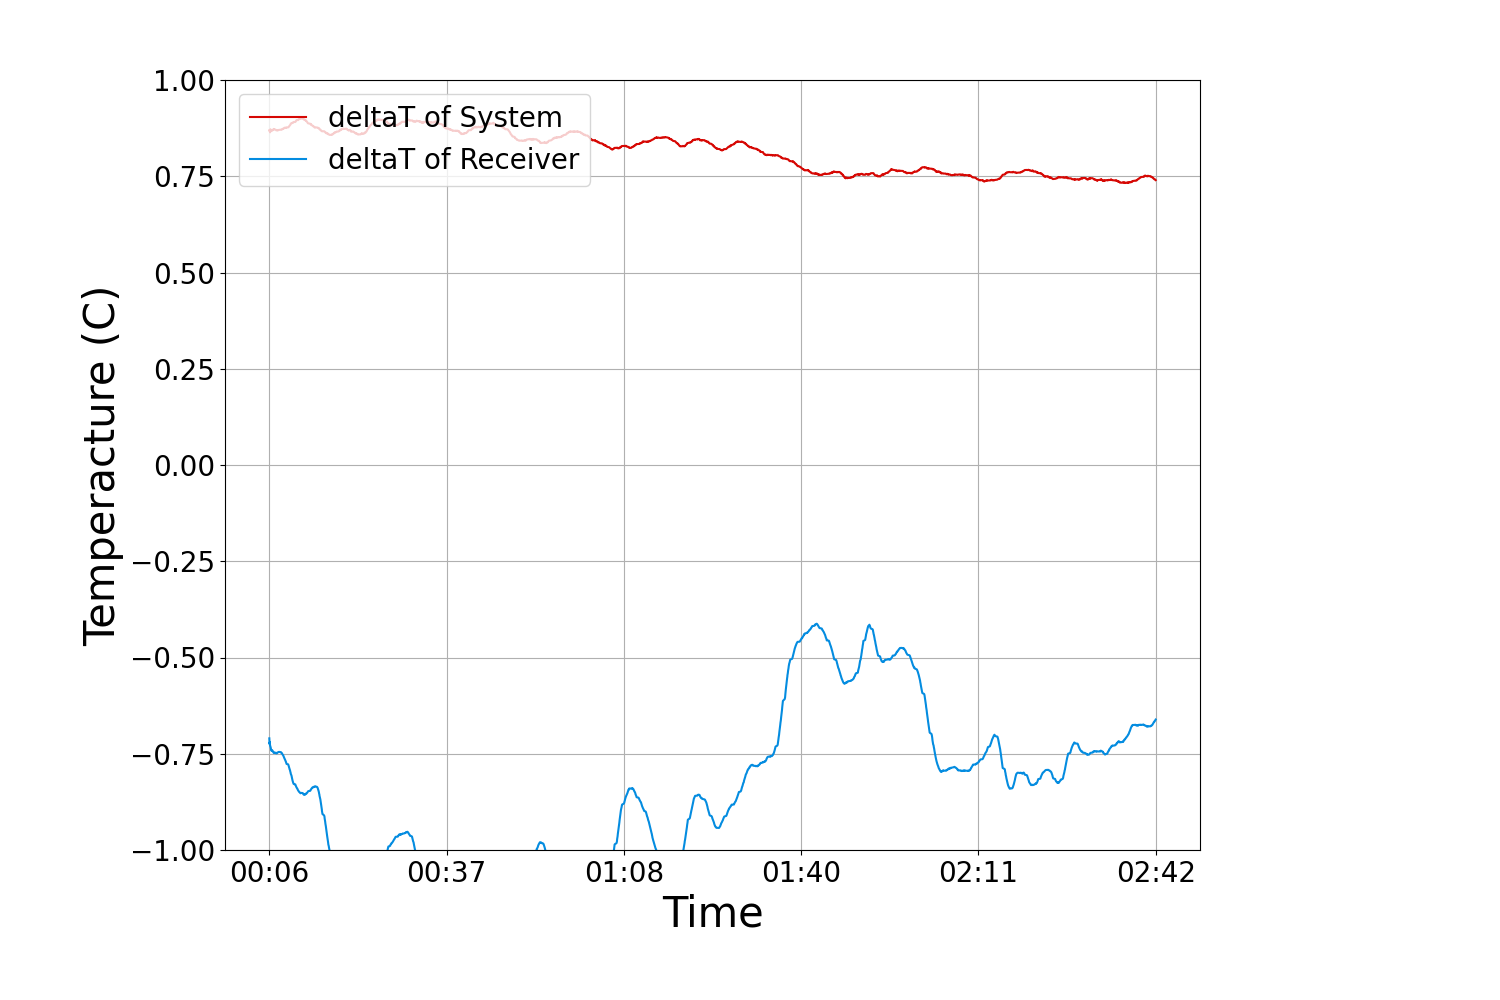 1.00
deltaT of System
deltaT of Receiver
0.75
0.50
0.25
0.00
−0.25
−0.50
−0.75
−1.00
Temperacture (C)
00:06 00:37 01:08 01:40 02:11 02:42
Time